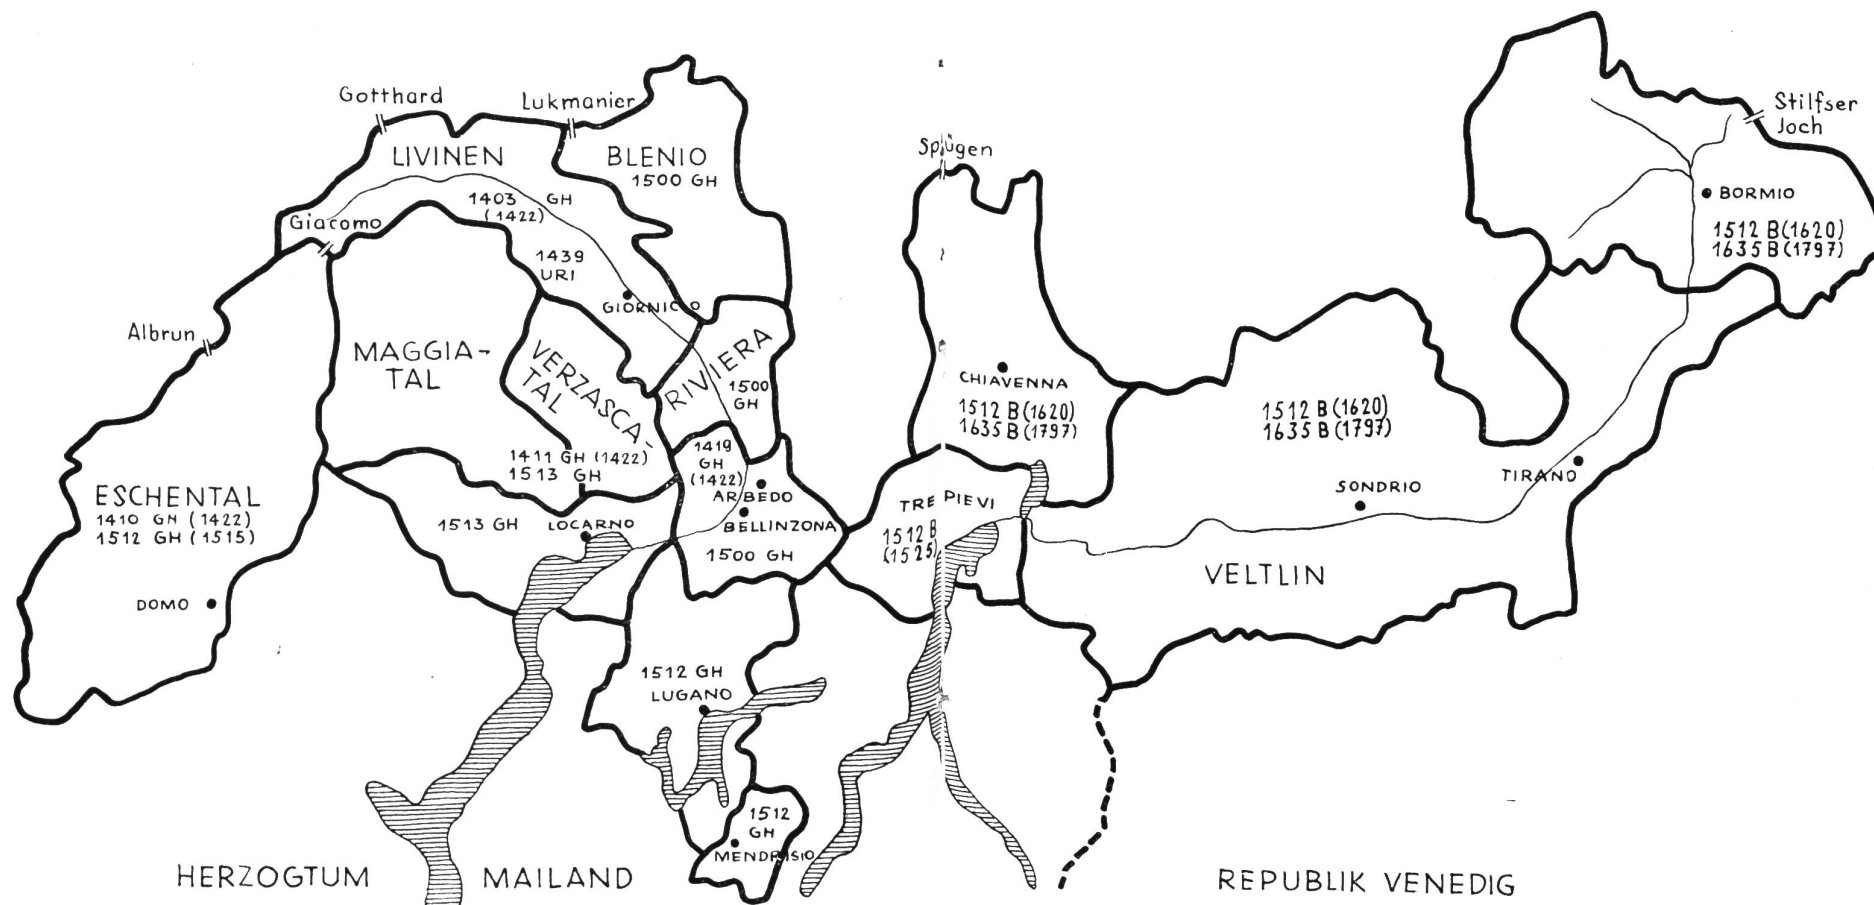 Gotthard
Lukmanier
LIVINEN
BLENIO
1500 GH
1403 GH
(1422)
Giacomo
1439
URI
GIORNICO
Albrun
MAGGIA-
TAL
VERZASCA-
TAL
RIVIERA
1500
GH
1411 GH (1422)
1513 GH
1419
GH
(1422)
ARBEDO
BELLINZONA
1500 GH
ESCHENTAL
1410 GH (1422)
1512 GH (1515)
DOMO
1513 GH
LOCARNO
1512 GH
LUGANO
1512
GH
MENDRISIO
HERZOGTUM MAILAND
Splügen
CHIAVENNA
1512 B (1620)
1635 B (1797)
TRE PIEVI
1512 B
(1525)
1512 B (1620)
1635 B (1797)
SONDRIO
TIRANO
VELTLIN
Stilfser
Joch
BORMIO
1512 B (1620)
1635 B (1797)
REPUBLIK VENEDIG